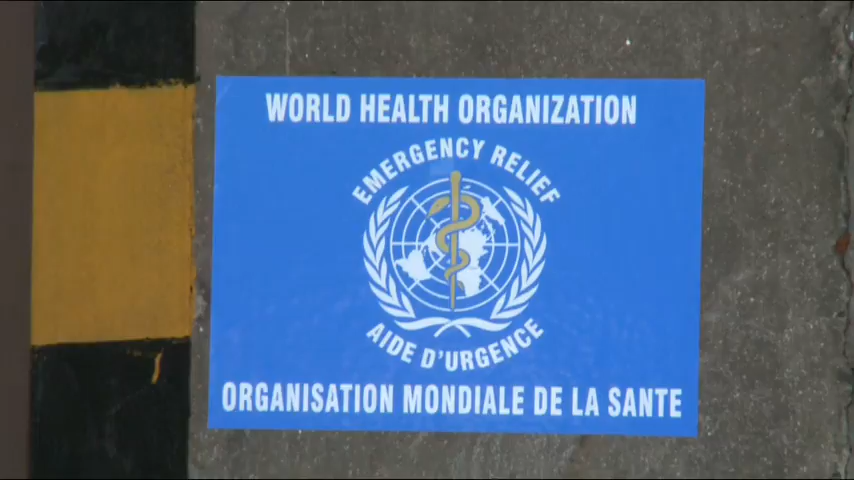 WORLD HEALTH ORGANIZATION
EMERGENCY RELIEF
AIDE D'URGENCE
ORGANISATION MONDIALE DE LA SANTE